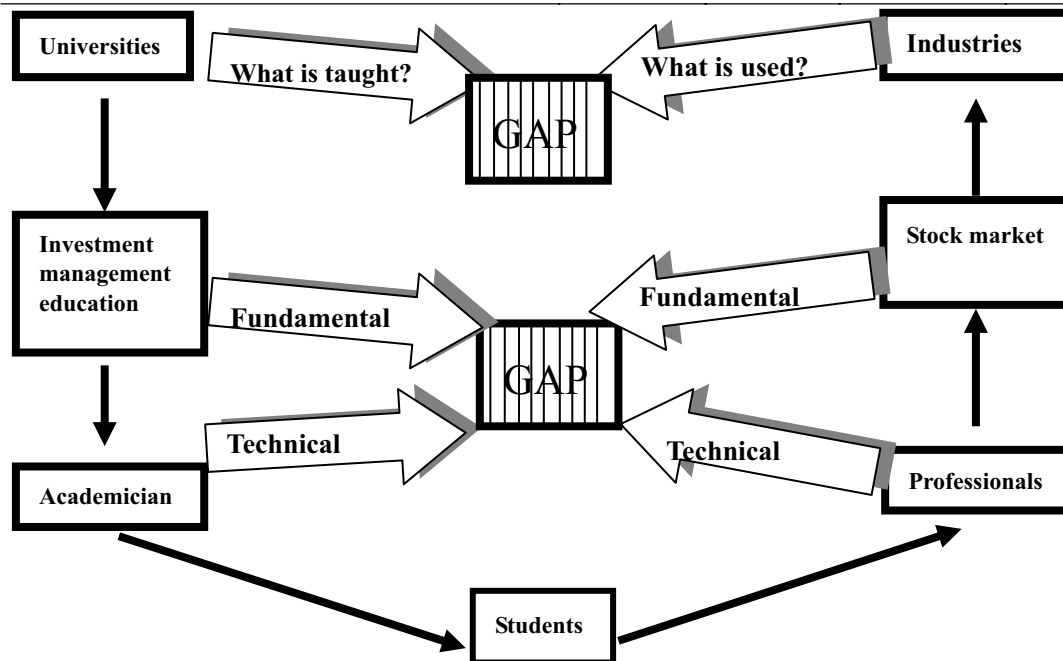 Universities
What is taught?
What is used?
Industries
GAP
Investment
management
education
Fundamental
Fundamental
Stock market
GAP
Technical
Technical
Academician
Professionals
Students